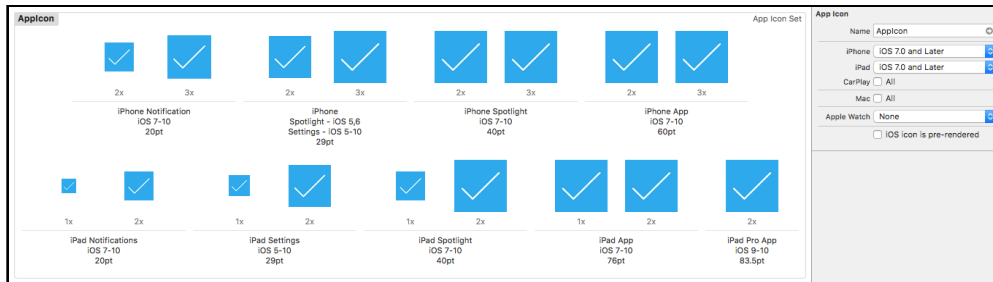 AppIcon
App Icon Set
2x 3x 2x 3x 2x 3x 2x 3x
iPhone Notification
iOS 7-10
20pt
iPhone
Spotlight - iOS 5,6
Settings - iOS 5-10
29pt
iPhone Spotlight
iOS 7-10
40pt
iPhone App
iOS 7-10
60pt
1x 2x 1x 2x 1x 2x 1x 2x 2x
iPad Notifications
iOS 7-10
20pt
iPad Settings
iOS 5-10
29pt
iPad Spotlight
iOS 7-10
40pt
iPad App
iOS 7-10
76pt
iPad Pro App
iOS 9-10
83.5pt
App Icon
Name AppIcon
iPhone iOS 7.0 and Later
iPad iOS 7.0 and Later
CarPlay All
Mac All
Apple Watch None
iOS icon is pre-rendered